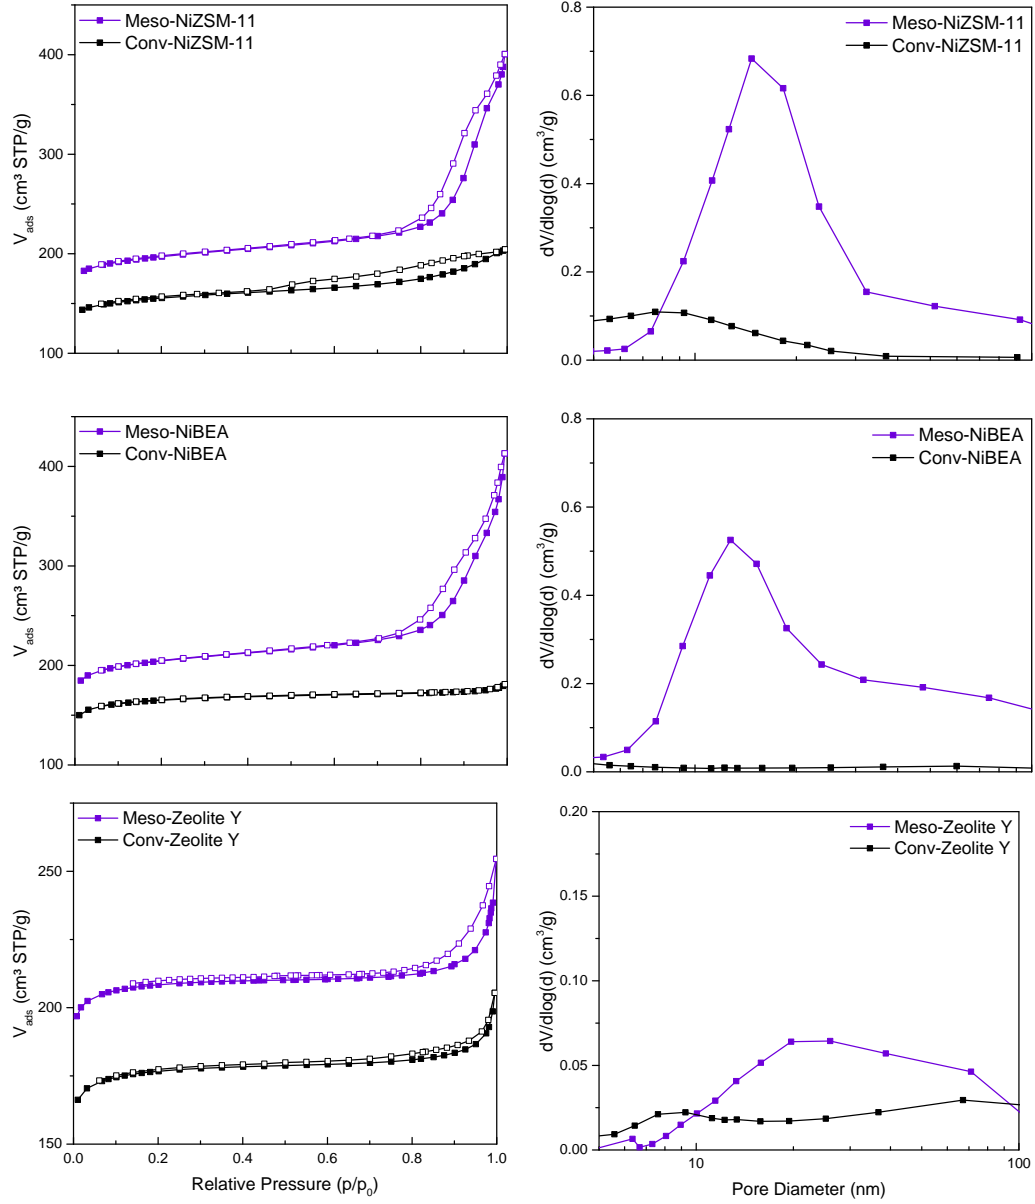 Meso-NiZSM-11
Conv-NiZSM-11
400
300
200
100
V_ads (cm³ STP/g)
Meso-NiZSM-11
Conv-NiZSM-11
0.8
0.6
0.4
0.2
0.0
dV/dlog(d) (cm³/g)
Meso-NiBEA
Conv-NiBEA
400
300
200
100
V_ads (cm³ STP/g)
Meso-NiBEA
Conv-NiBEA
0.8
0.6
0.4
0.2
0.0
dV/dlog(d) (cm³/g)
Meso-Zeolite Y
Conv-Zeolite Y
250
200
150
V_ads (cm³ STP/g)
0.0 0.2 0.4 0.6 0.8 1.0
Relative Pressure (p/p₀)
Meso-Zeolite Y
Conv-Zeolite Y
0.20
0.15
0.10
0.05
0.00
dV/dlog(d) (cm³/g)
10 100
Pore Diameter (nm)